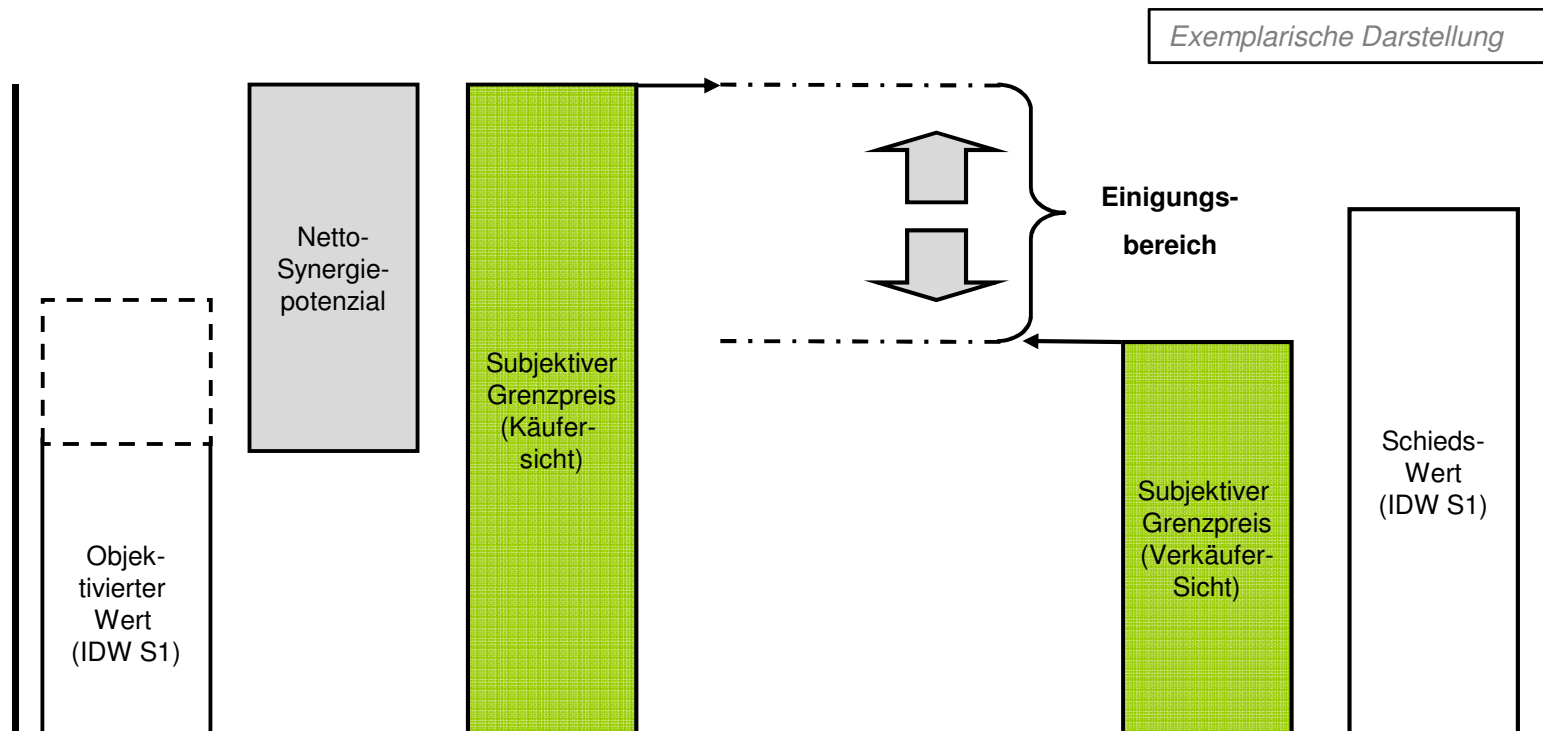 Exemplarische Darstellung
Netto-
Synergie-
potenzial
Objek-
tivierter
Wert
(IDW S1)
Subjektiver
Grenzpreis
(Käufer-
sicht)
Einigungs-
bereich
Subjektiver
Grenzpreis
(Verkäufer-
Sicht)
Schieds-
Wert
(IDW S1)